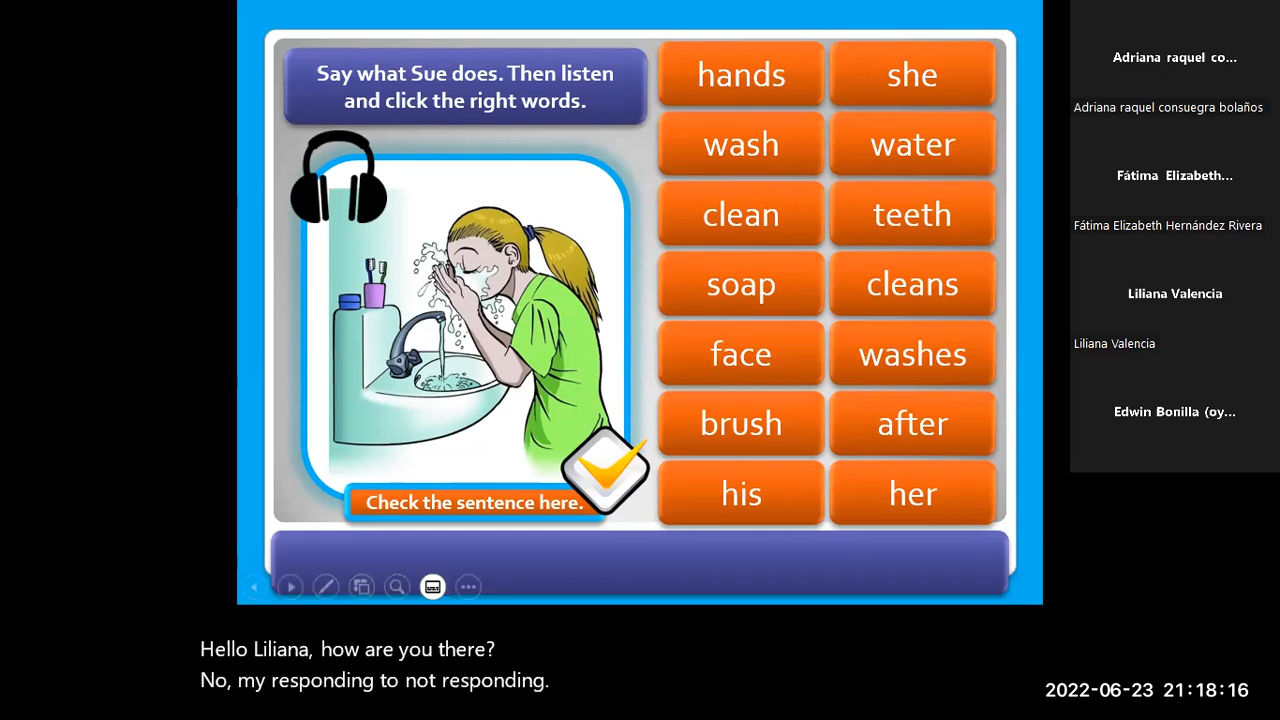 Say what Sue does. Then listen
and click the right words.
hands
she
wash
water
clean
teeth
soap
cleans
face
washes
brush
after
his
her
Check the sentence here.
Adriana raquel co...
Adriana raquel consuegra bolaños
Fátima Elizabeth...
Fátima Elizabeth Hernández Rivera
Liliana Valencia
Liliana Valencia
Edwin Bonilla (oy...
Hello Liliana, how are you there?
No, my responding to not responding.
2022-06-23 21:18:16